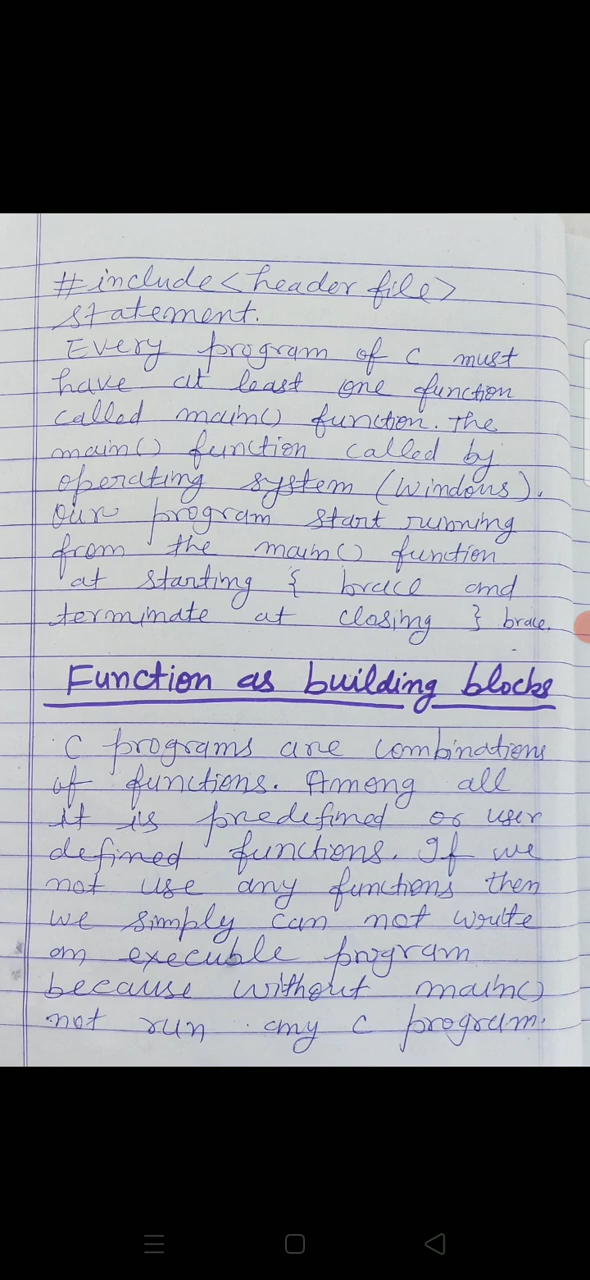 #include<header file>
statement.
Every program of c must
have at least one function
called main() function. The
main() function called by
operating system (windows).
Our program start running
from the main() function
at starting { brace and
terminate at closing } brace.
Function as building blocks
C programs are combinations
of functions. Among all
it is predefined or user
defined functions. If we
not use any functions then
we simply can not write
an execuble program
because without main()
not run any c program.